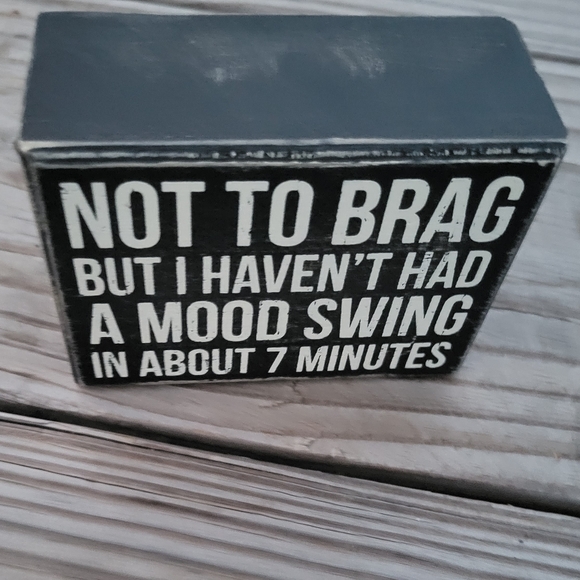 NOT TO BRAG
BUT I HAVEN'T HAD
A MOOD SWING
IN ABOUT 7 MINUTES